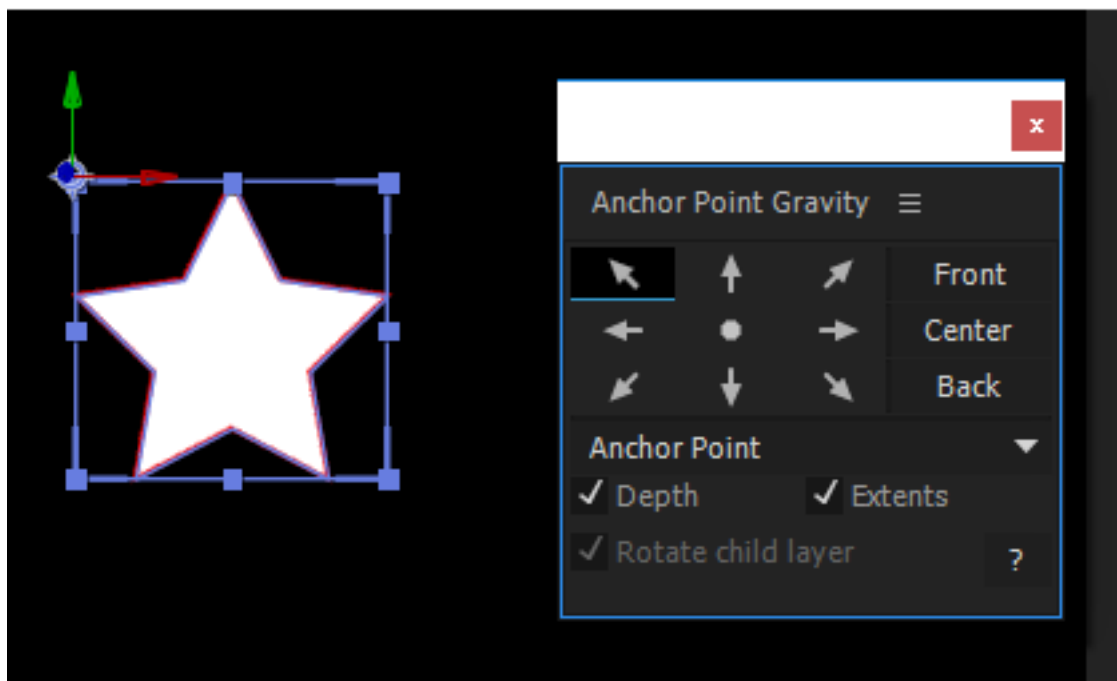 x
Anchor Point Gravity
Front
Center
Back
Anchor Point
Depth Extents
Rotate child layer
?